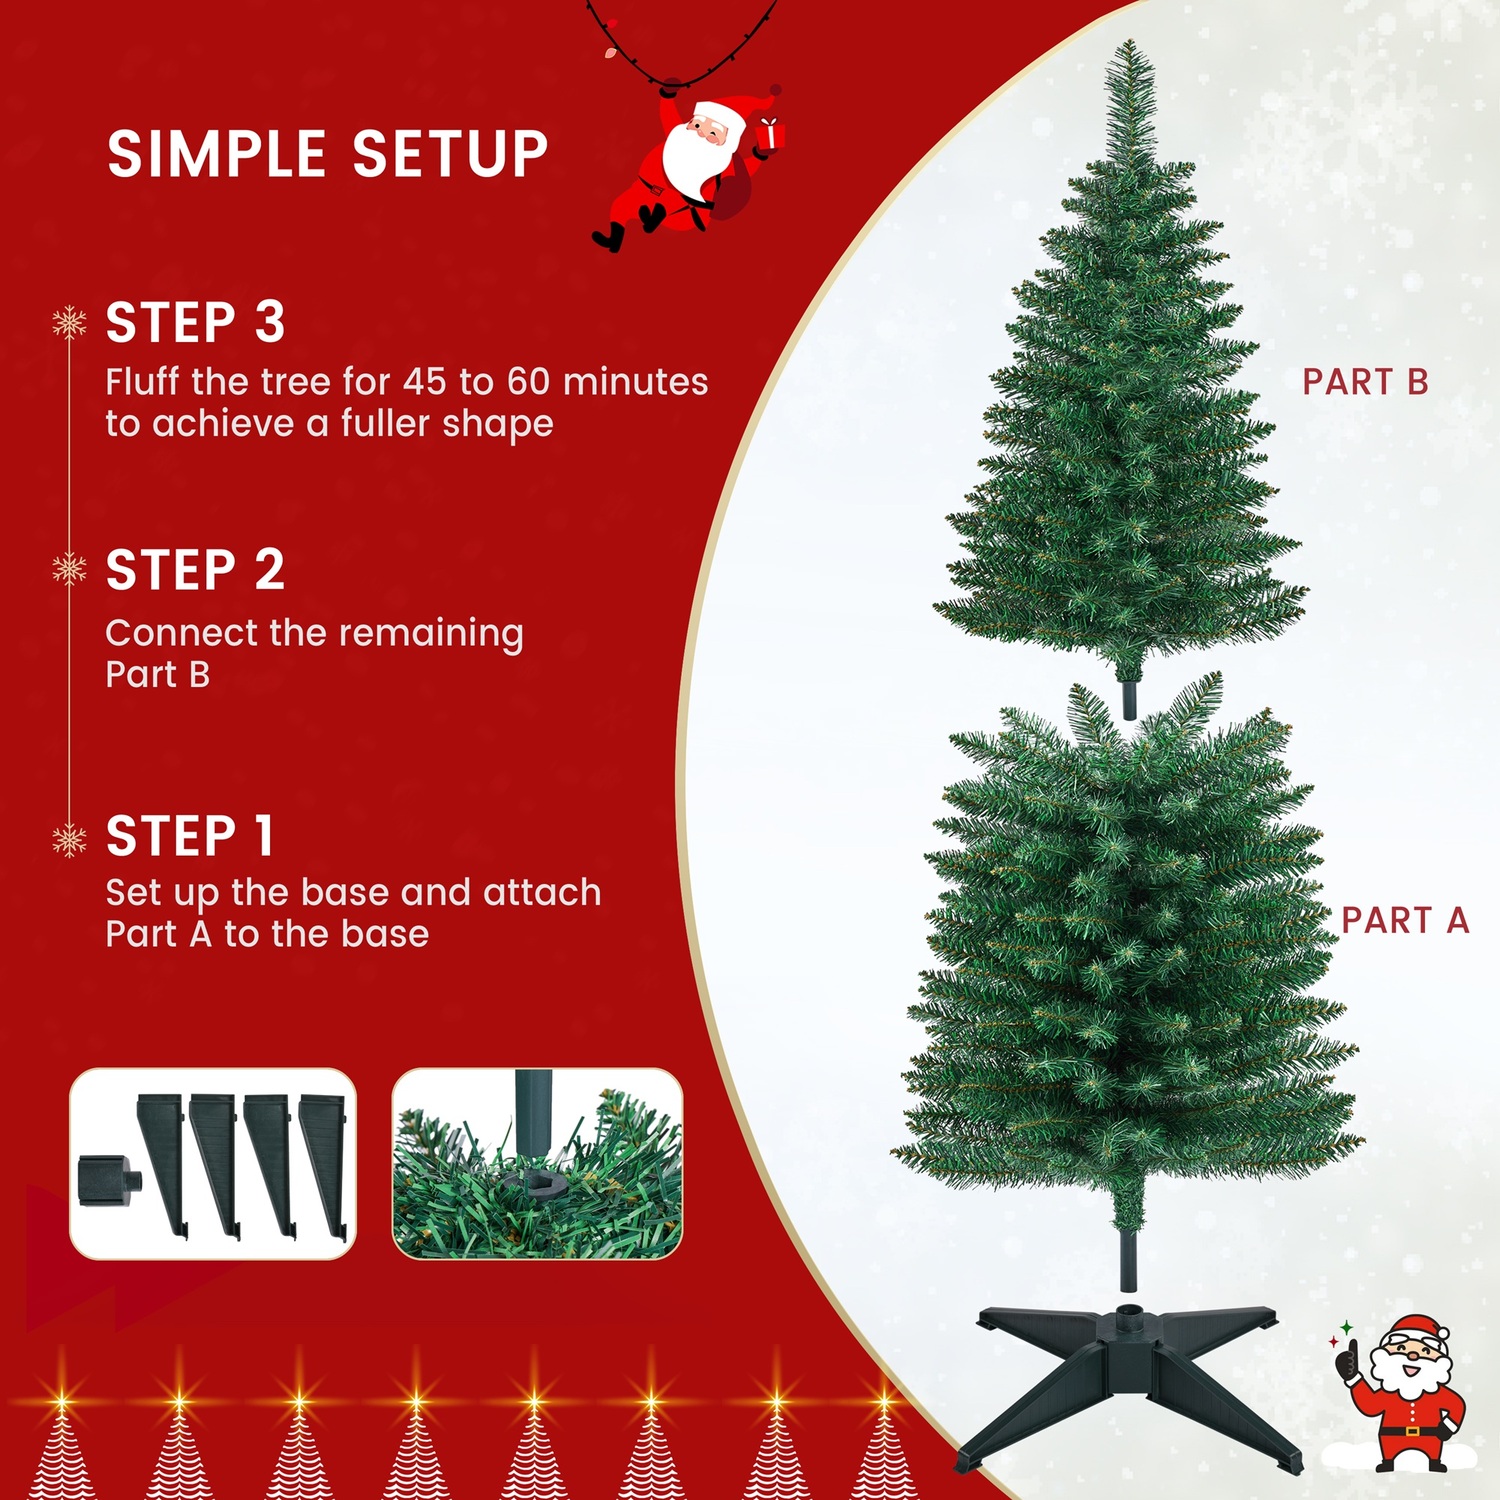 SIMPLE SETUP
STEP 3
Fluff the tree for 45 to 60 minutes
to achieve a fuller shape
STEP 2
Connect the remaining
Part B
STEP 1
Set up the base and attach
Part A to the base
PART B
PART A